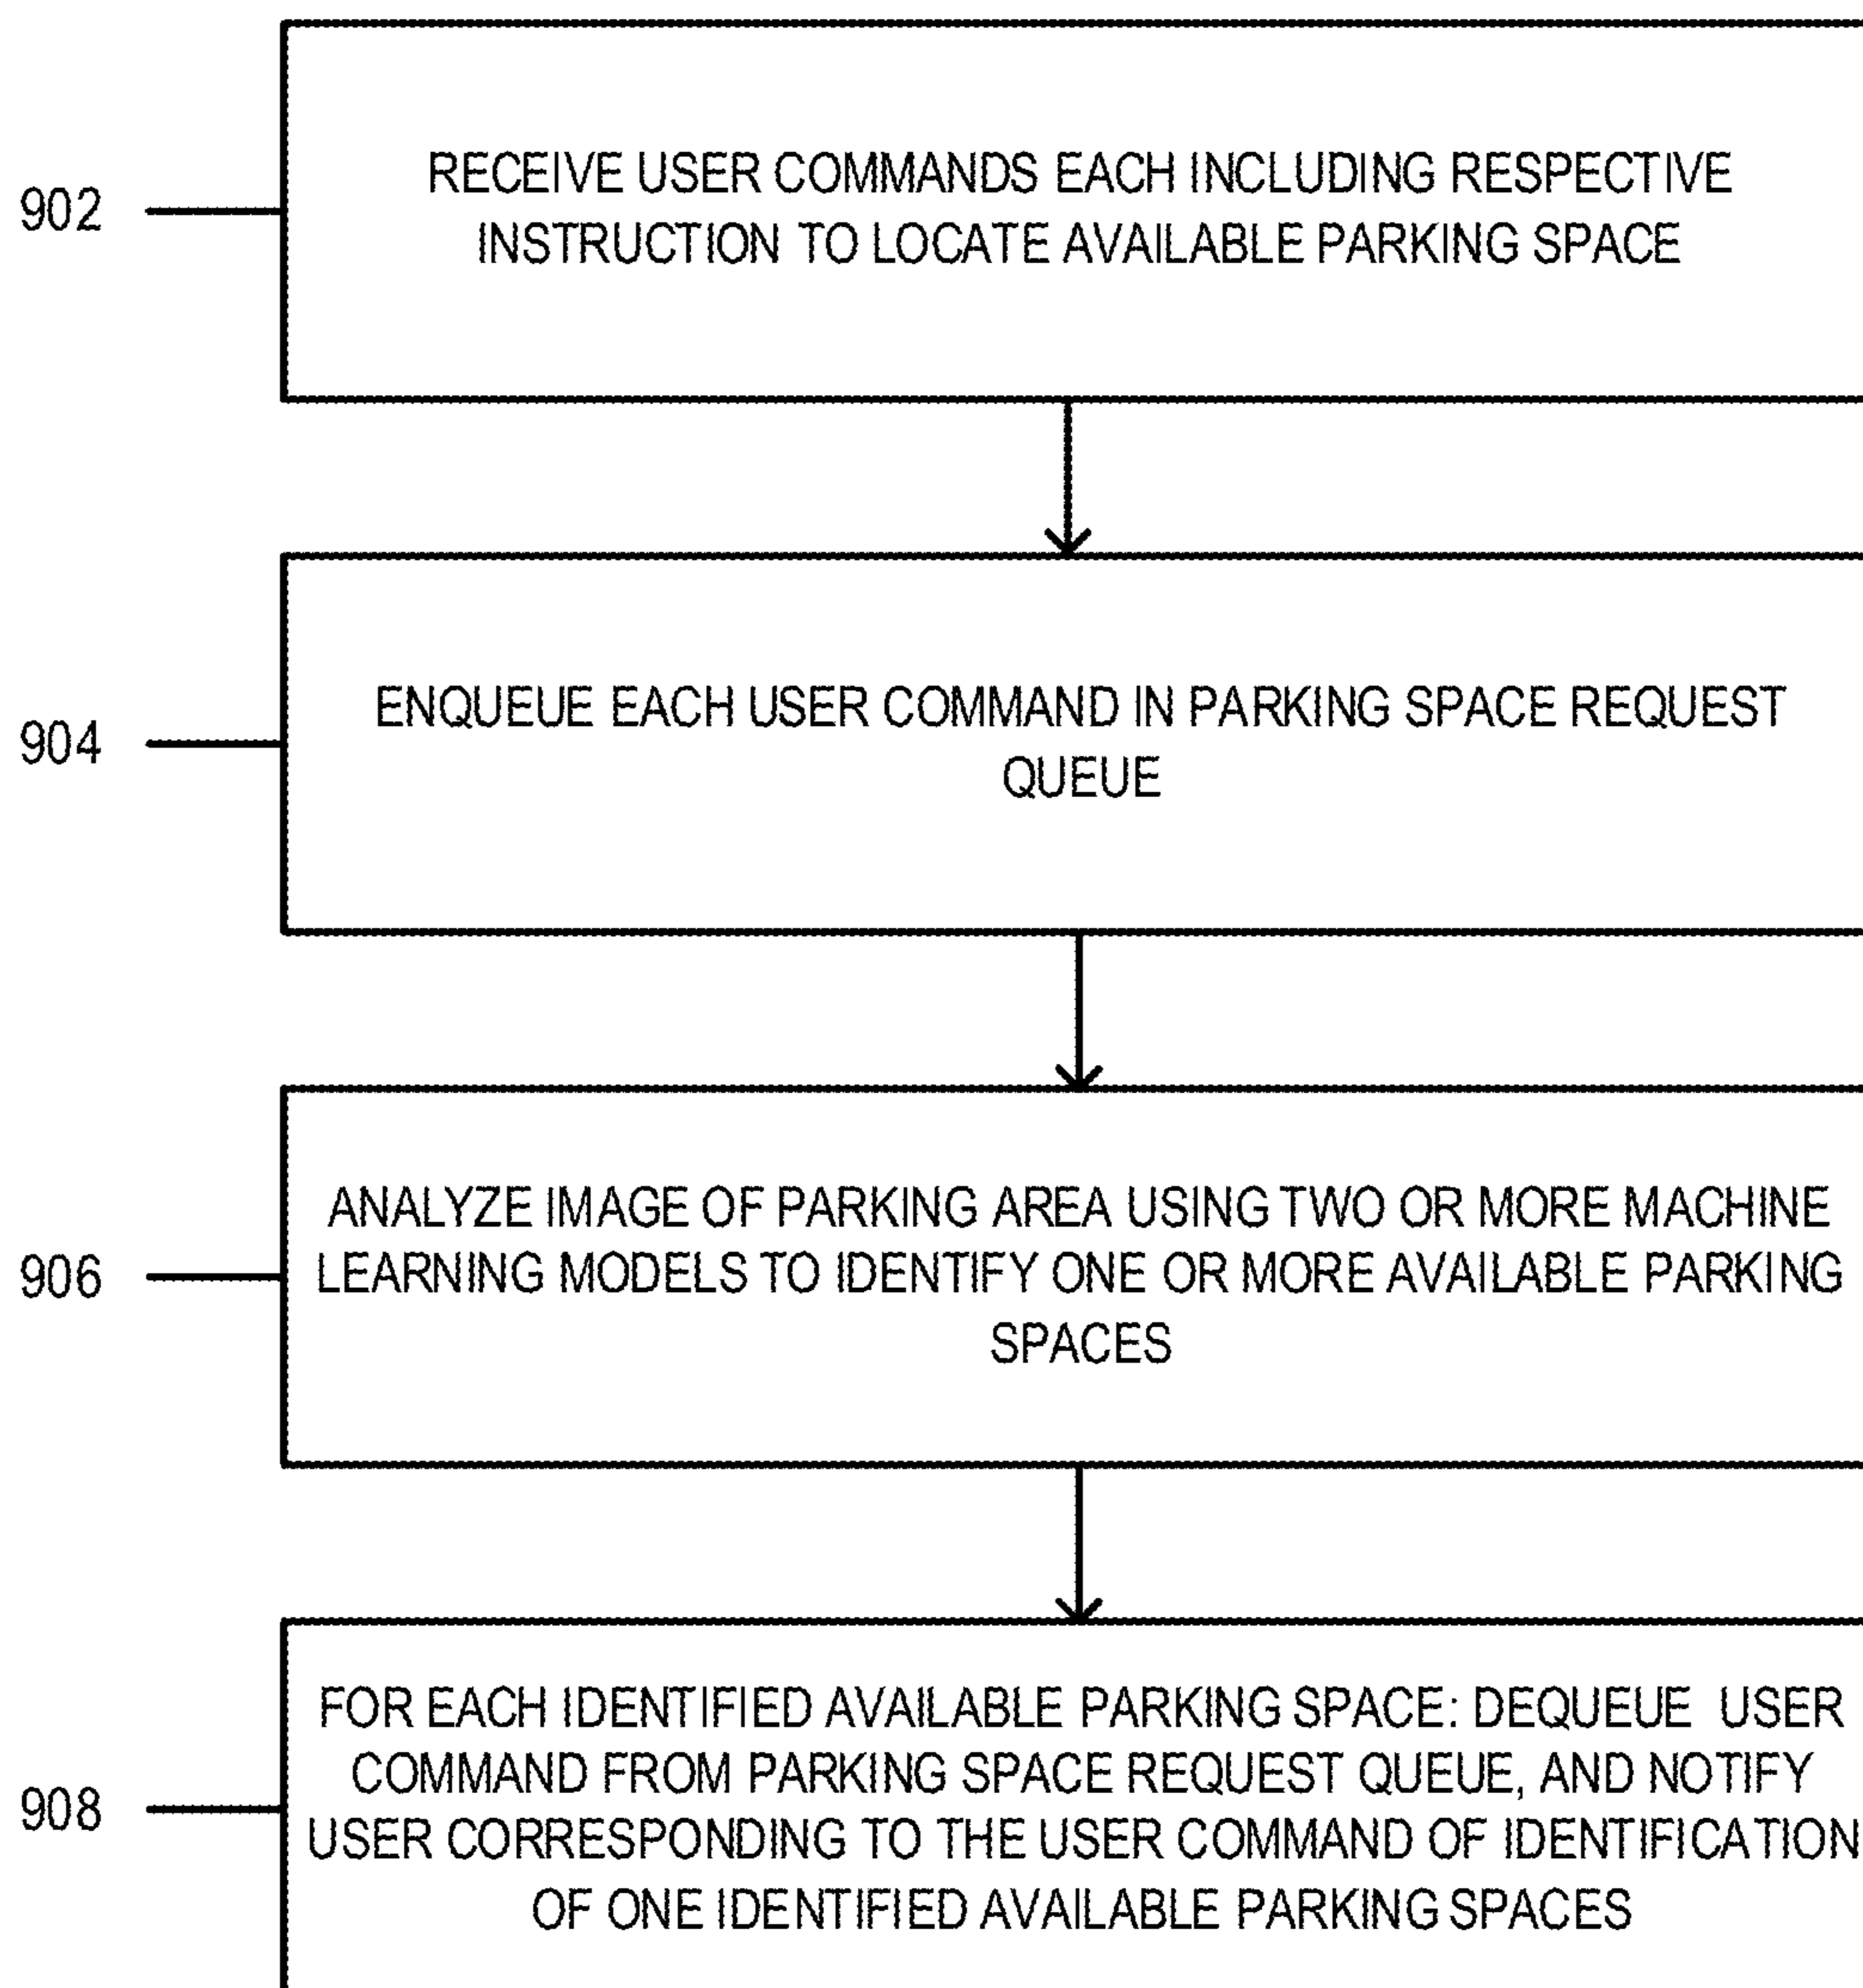 902
RECEIVE USER COMMANDS EACH INCLUDING RESPECTIVE
INSTRUCTION TO LOCATE AVAILABLE PARKING SPACE
904
ENQUEUE EACH USER COMMAND IN PARKING SPACE REQUEST
QUEUE
906
ANALYZE IMAGE OF PARKING AREA USING TWO OR MORE MACHINE
LEARNING MODELS TO IDENTIFY ONE OR MORE AVAILABLE PARKING
SPACES
908
FOR EACH IDENTIFIED AVAILABLE PARKING SPACE: DEQUEUE USER
COMMAND FROM PARKING SPACE REQUEST QUEUE, AND NOTIFY
USER CORRESPONDING TO THE USER COMMAND OF IDENTIFICATION
OF ONE IDENTIFIED AVAILABLE PARKING SPACES